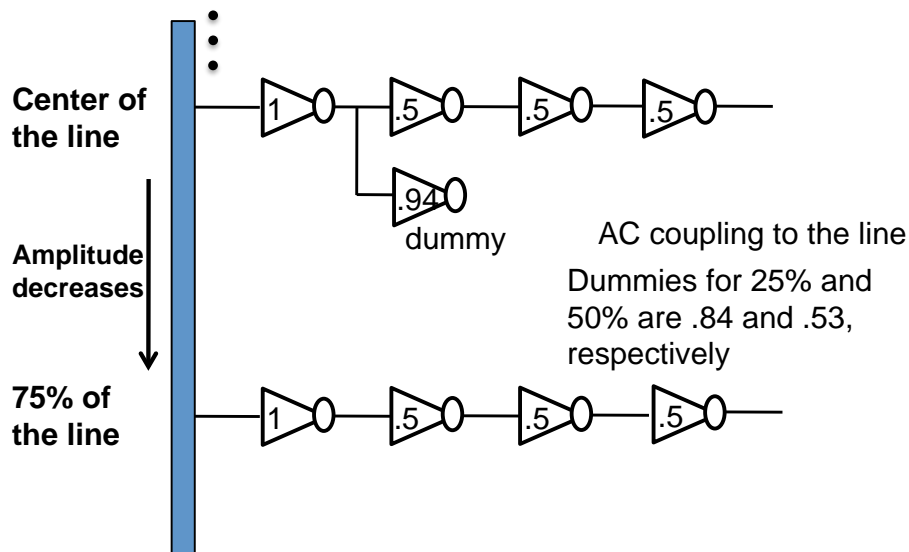 Center of
the line
1
.5
.5
.5
.94
dummy
Amplitude
decreases
AC coupling to the line
Dummies for 25% and
50% are .84 and .53,
respectively
75% of
the line
1
.5
.5
.5